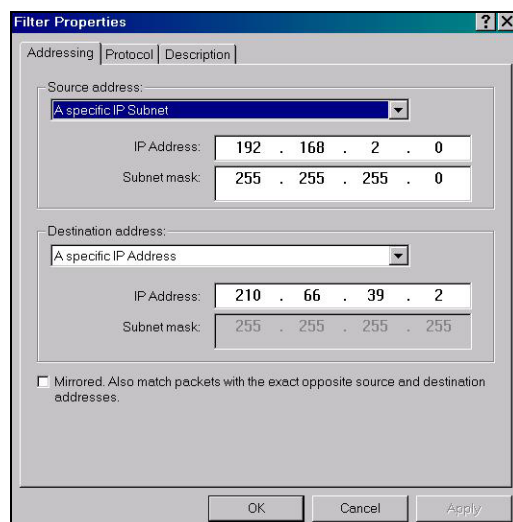 Filter Properties
Addressing Protocol Description
Source address:
A specific IP Subnet
IP Address: 192 . 168 . 2 . 0
Subnet mask: 255 . 255 . 255 . 0
Destination address:
A specific IP Address
IP Address: 210 . 66 . 39 . 2
Subnet mask: 255 . 255 . 255 . 255
Mirrored. Also match packets with the exact opposite source and destination
addresses.
OK Cancel Apply